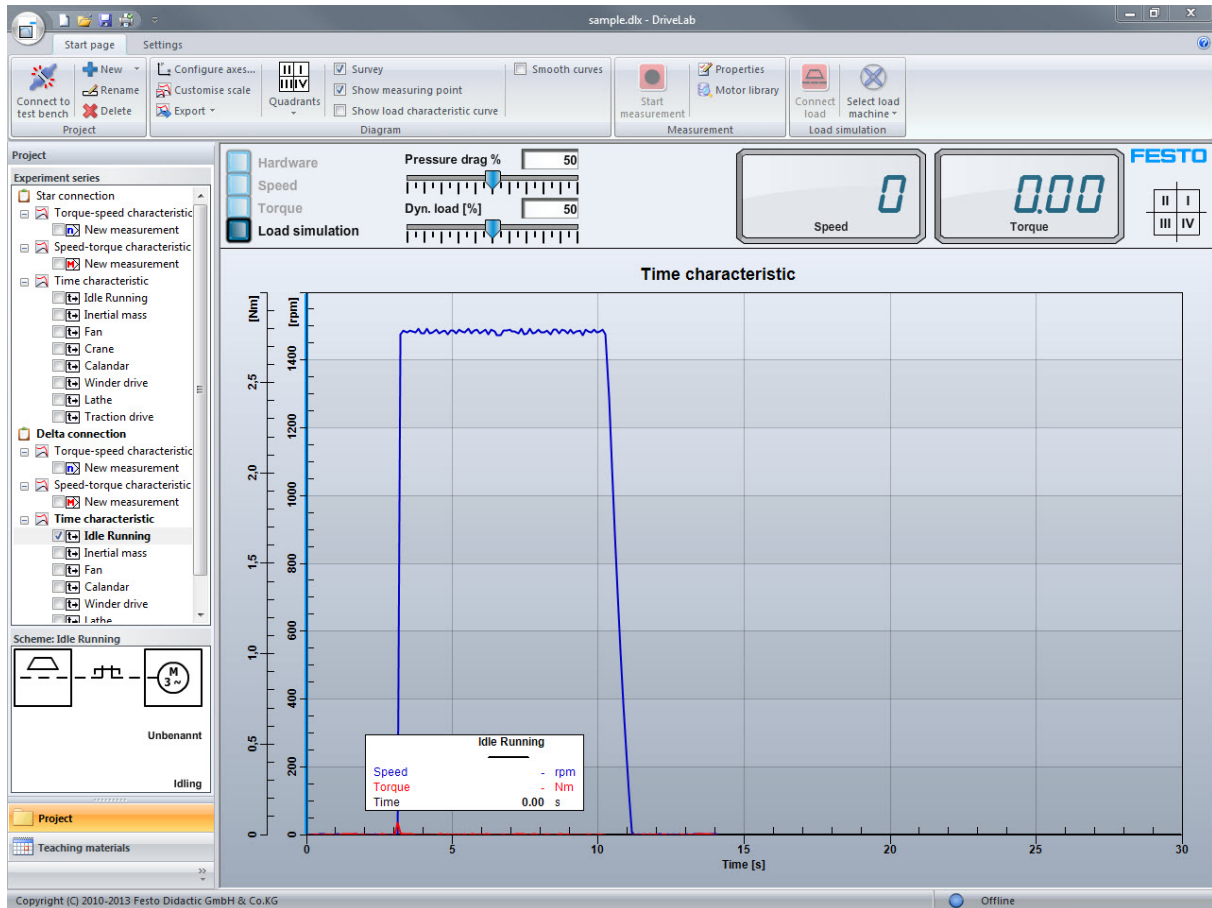 sample.dlx - DriveLab
Start page Settings
Connect to test bench
New
Rename
Delete
Project
Configure axes...
Customise scale
Export
Quadrants
II I
III IV
Survey
Show measuring point
Show load characteristic curve
Smooth curves
Diagram
Start measurement
Properties
Motor library
Measurement
Connect load
Select load machine
Load simulation
Project
Experiment series
Star connection
Torque-speed characteristic
n New measurement
Speed-torque characteristic
M New measurement
Time characteristic
t Idle Running
t Inertial mass
t Fan
t Crane
t Calandar
t Winder drive
t Lathe
t Traction drive
Delta connection
Torque-speed characteristic
n New measurement
Speed-torque characteristic
M New measurement
Time characteristic
t Idle Running
t Inertial mass
t Fan
t Calandar
t Winder drive
t Lathe
Scheme: Idle Running
M
3 ~
Unbenannt
Idling
Project
Teaching materials
Hardware
Speed
Torque
Load simulation
Pressure drag % 50
Dyn. load [%] 50
0
Speed
0.00
Torque
FESTO
II I
III IV
Time characteristic
[Nm] [rpm]
1400
2,5
1200
2,0
1000
1,5
800
600
1,0
400
0,5
200
0 0
Idle Running
Speed - rpm
Torque - Nm
Time 0.00 s
0 5 10 15 20 25 30
Time [s]
Copyright (C) 2010-2013 Festo Didactic GmbH & Co.KG
Offline